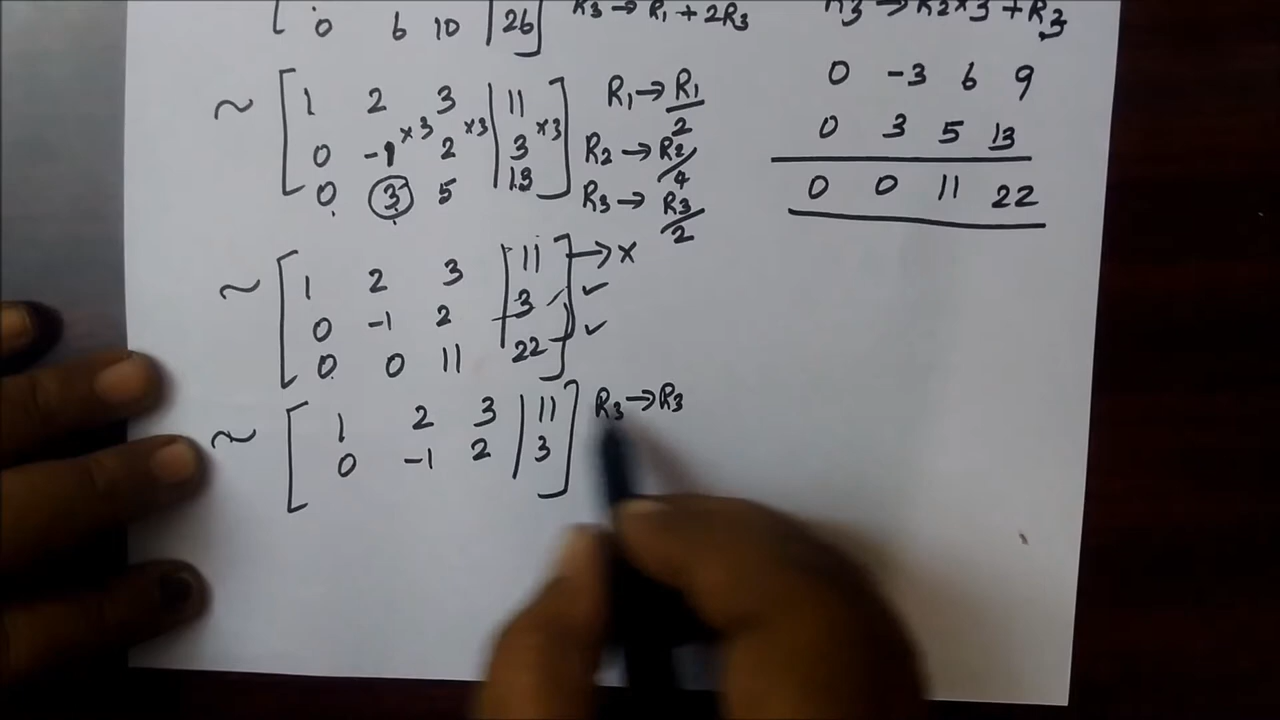 0 6 10 | 26 R3 → R1 + 2R3
R3 → R2×3 + R3
~ [ 1 2 3 | 11 ] R1 → R1/2
0 -1 ×3 2 ×3 | 3 ×3 R2 → R2/4
0 3 5 | 13 R3 → R3/2
0 -3 6 9
0 3 5 13
0 0 11 22
~ [ 1 2 3 | 11 ] → ×
0 -1 2 | 3 ✓
0 0 11 22 ✓
~ [ 1 2 3 | 11 ] R3 → R3
0 -1 2 | 3